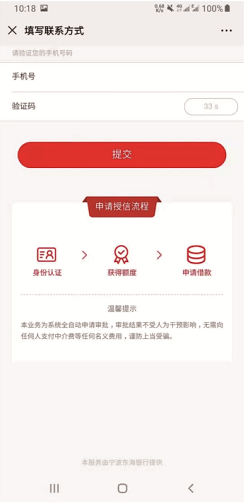 10:18 100%
填写联系方式
请验证您的手机号码
手机号
验证码 33 s
提交
申请授信流程
身份认证 获得额度 申请借款
温馨提示
本业务为系统全自动申请审批，审批结果不受人为干预影响，无需向
任何人支付中介费等任何名义费用，谨防上当受骗。
本服务由宁波东海银行提供